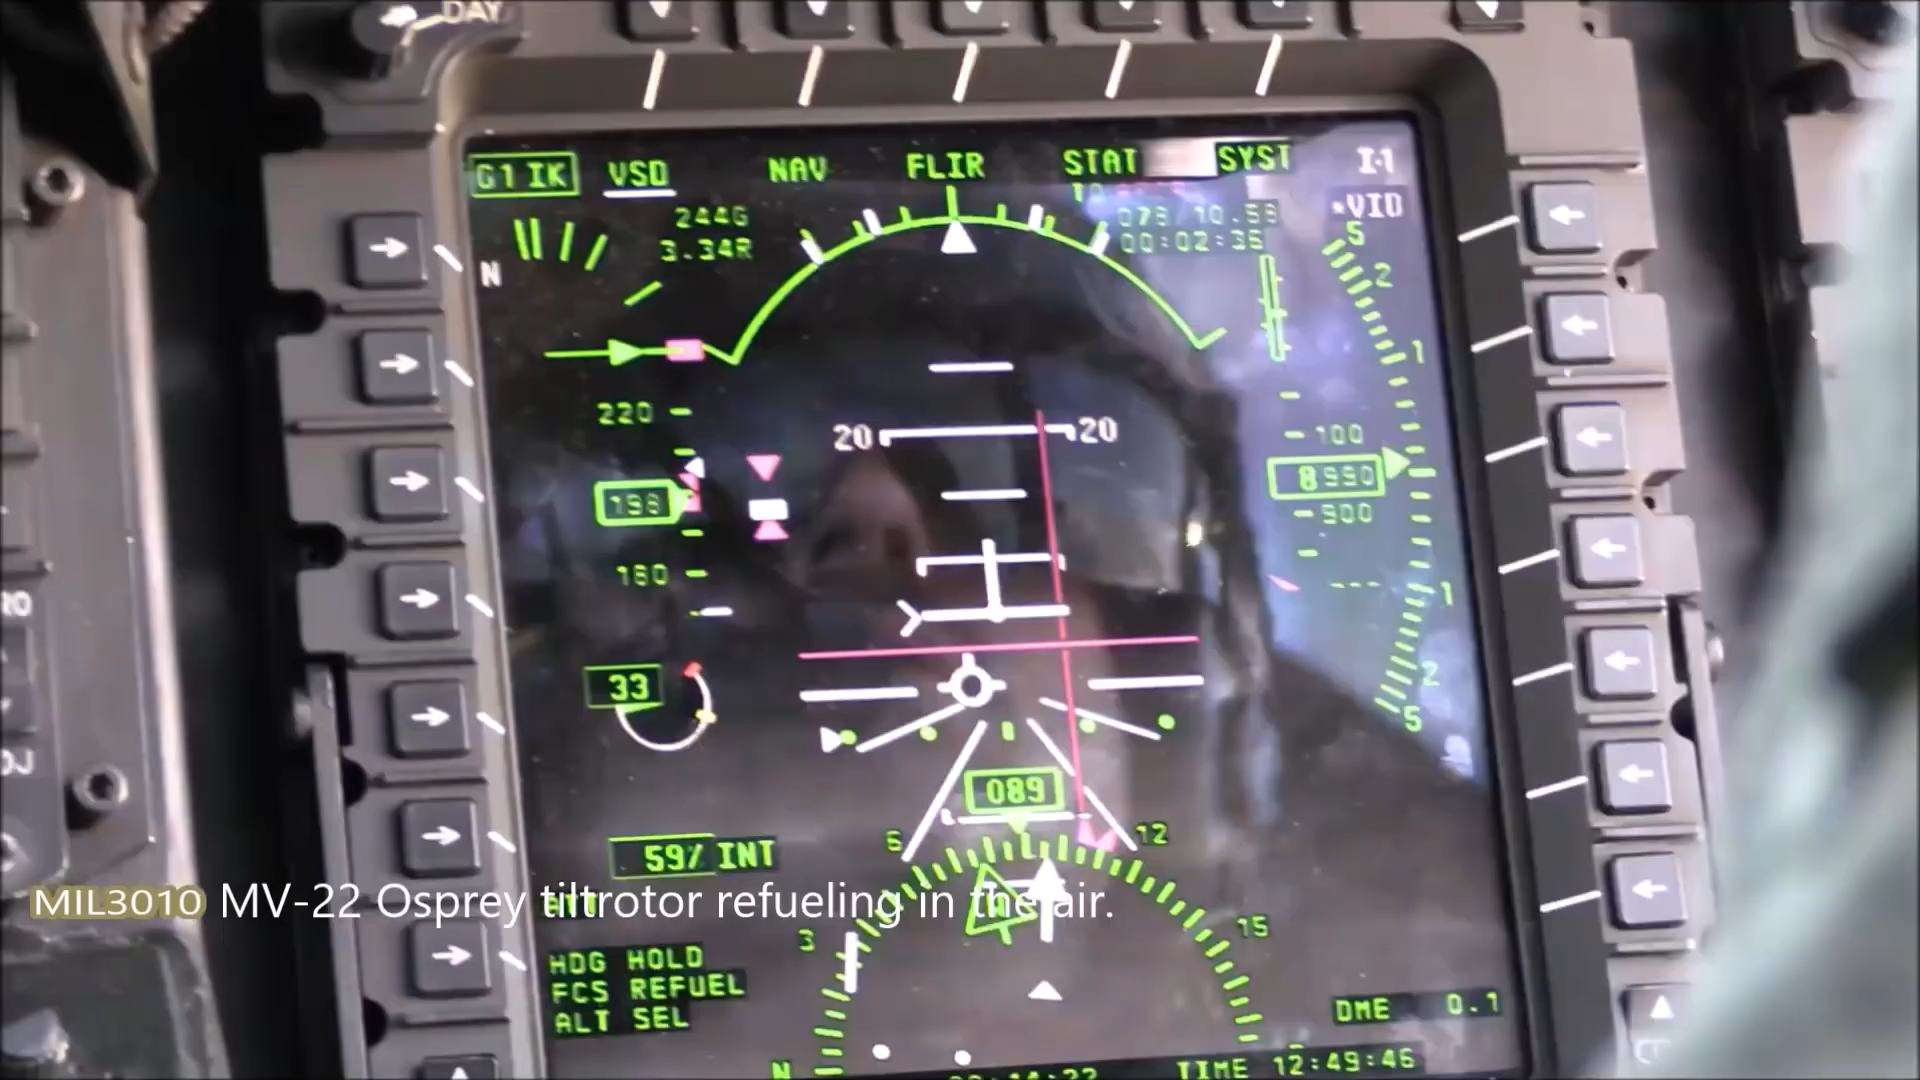 DAY
G1 IK VSD NAV FLIR STAT SYST I-1
VID
244G
3.34R
00:02:36
N
5
2
1
220
20 20
100
198
8990
900
180
1
33
2
5
089
6 12
59% INT
MIL3010 MV-22 Osprey tiltrotor refueling in the air.
3 15
HDG HOLD
FCS REFUEL
ALT SEL
DME 0.1
N
TIME 12:49:46